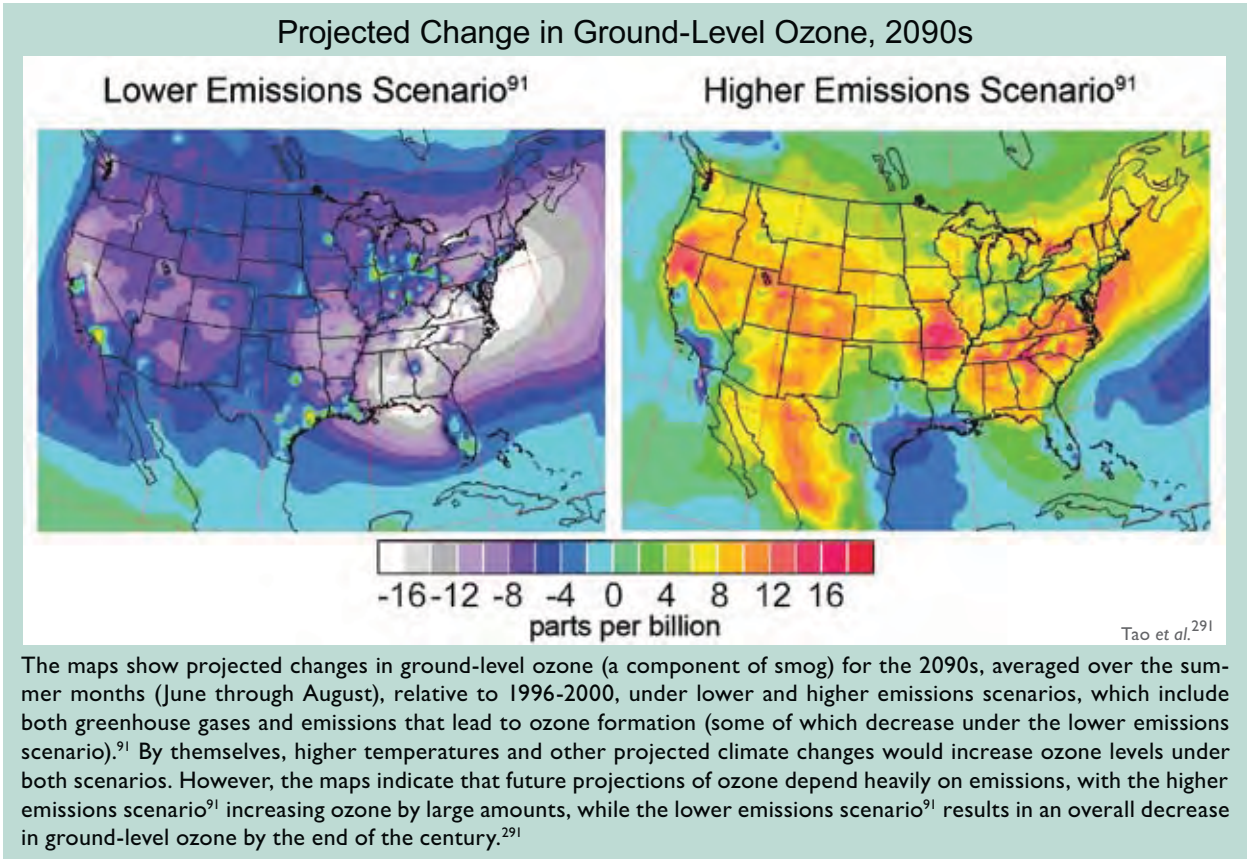 Projected Change in Ground-Level Ozone, 2090s
Lower Emissions Scenario91
Higher Emissions Scenario91
-16 -12 -8 -4 0 4 8 12 16
parts per billion
Tao et al.291
The maps show projected changes in ground-level ozone (a component of smog) for the 2090s, averaged over the sum-
mer months (June through August), relative to 1996-2000, under lower and higher emissions scenarios, which include
both greenhouse gases and emissions that lead to ozone formation (some of which decrease under the lower emissions
scenario).91 By themselves, higher temperatures and other projected climate changes would increase ozone levels under
both scenarios. However, the maps indicate that future projections of ozone depend heavily on emissions, with the higher
emissions scenario91 increasing ozone by large amounts, while the lower emissions scenario91 results in an overall decrease
in ground-level ozone by the end of the century.291